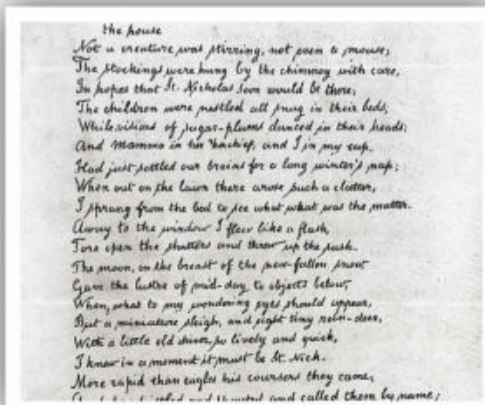 the house
Not a creature was stirring, not even a mouse;
The stockings were hung by the chimney with care,
In hopes that St. Nicholas soon would be there;
The children were nestled all snug in their beds,
While visions of sugar-plums danced in their heads;
And Mamma in her 'kerchief, and I in my cap,
Had just settled our brains for a long winter's nap;
When out on the lawn there arose such a clatter,
I sprang from the bed to see what what was the matter.
Away to the window I flew like a flash,
Tore open the shutters and threw up the sash.
The moon, on the breast of the new-fallen snow
Gave the lustre of mid-day to objects below,
When, what to my wondering eyes should appear,
But a miniature sleigh, and eight tiny rein-deer,
With a little old driver, so lively and quick,
I knew in a moment it must be St. Nick.
More rapid than eagles his coursers they came,
and called them by name;